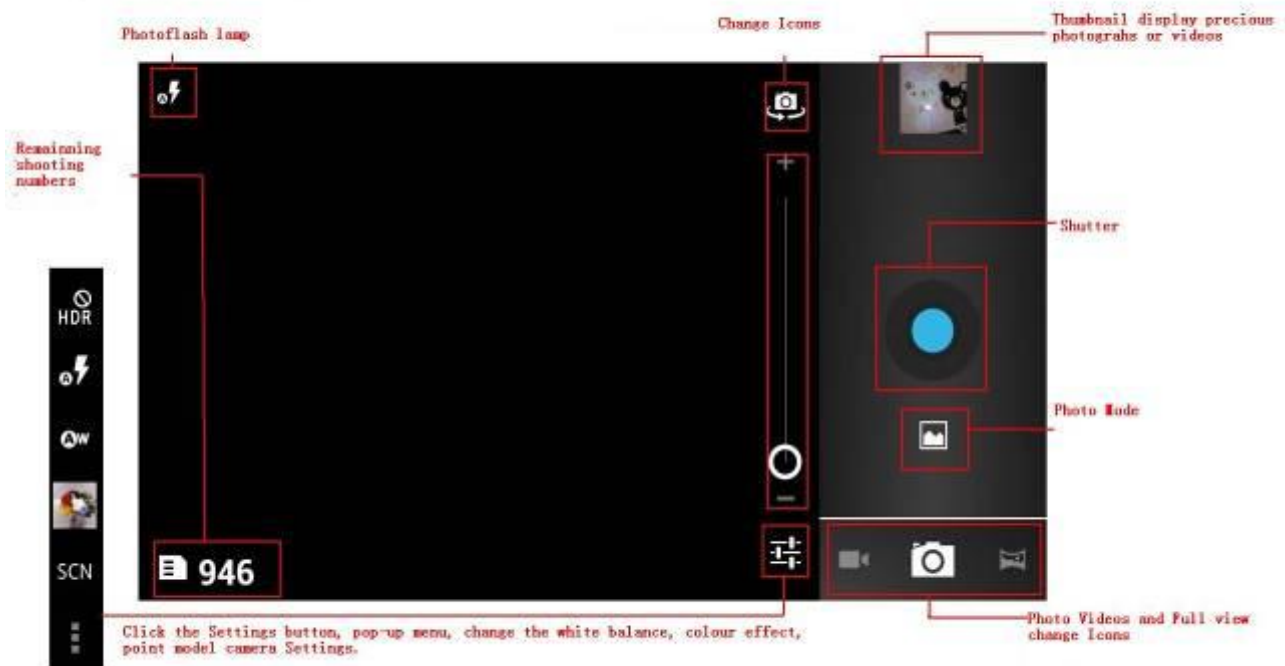 Photoflash lamp
Change Icons
Thumbnail display precious
photograhs or videos
Remainning
shooting
numbers
Shutter
HDR
A
A
AW
Photo Mode
SCN
946
Click the Settings button, pop-up menu, change the white balance, colour effect,
point model camera Settings.
Photo Videos and Full view
change Icons